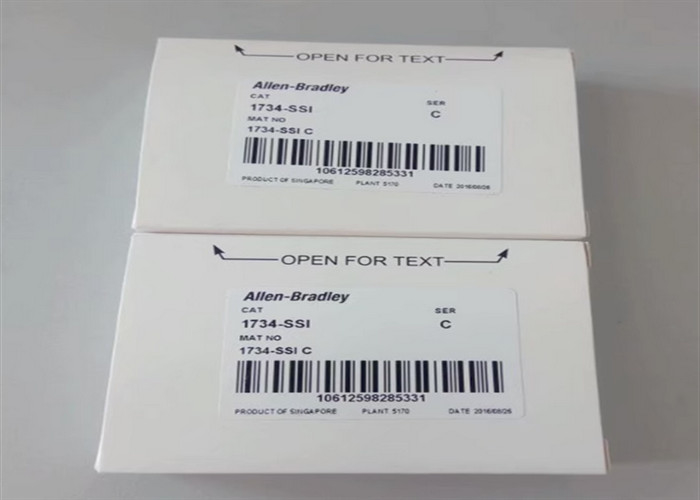 OPEN FOR TEXT
Allen-Bradley
CAT
SER
1734-SSI
C
MAT NO
1734-SSI C
10612598285331
PRODUCT OF SINGAPORE PLANT 5170 DATE 2016/08/26
OPEN FOR TEXT
Allen-Bradley
CAT
SER
1734-SSI
C
MAT NO
1734-SSI C
10612598285331
PRODUCT OF SINGAPORE PLANT 5170 DATE 2016/08/26